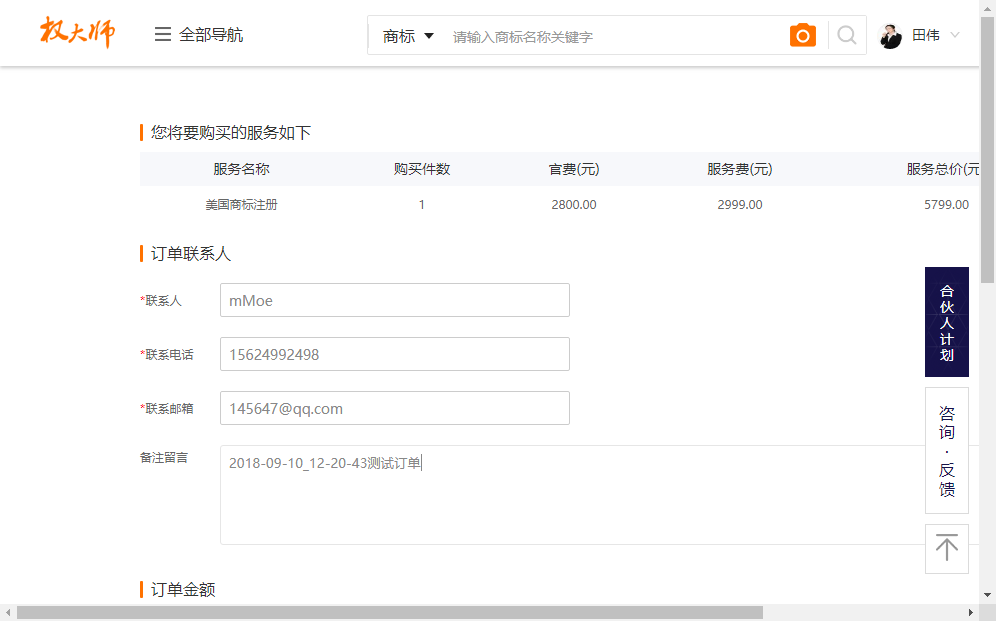 权大师
全部导航
商标
请输入商标名称关键字
田伟
您将要购买的服务如下
服务名称 购买件数 官费(元) 服务费(元) 服务总价(元
美国商标注册 1 2800.00 2999.00 5799.00
订单联系人
*联系人 mMoe
*联系电话 15624992498
*联系邮箱 145647@qq.com
备注留言 2018-09-10_12-20-43测试订单
合伙人计划
咨询·反馈
订单金额